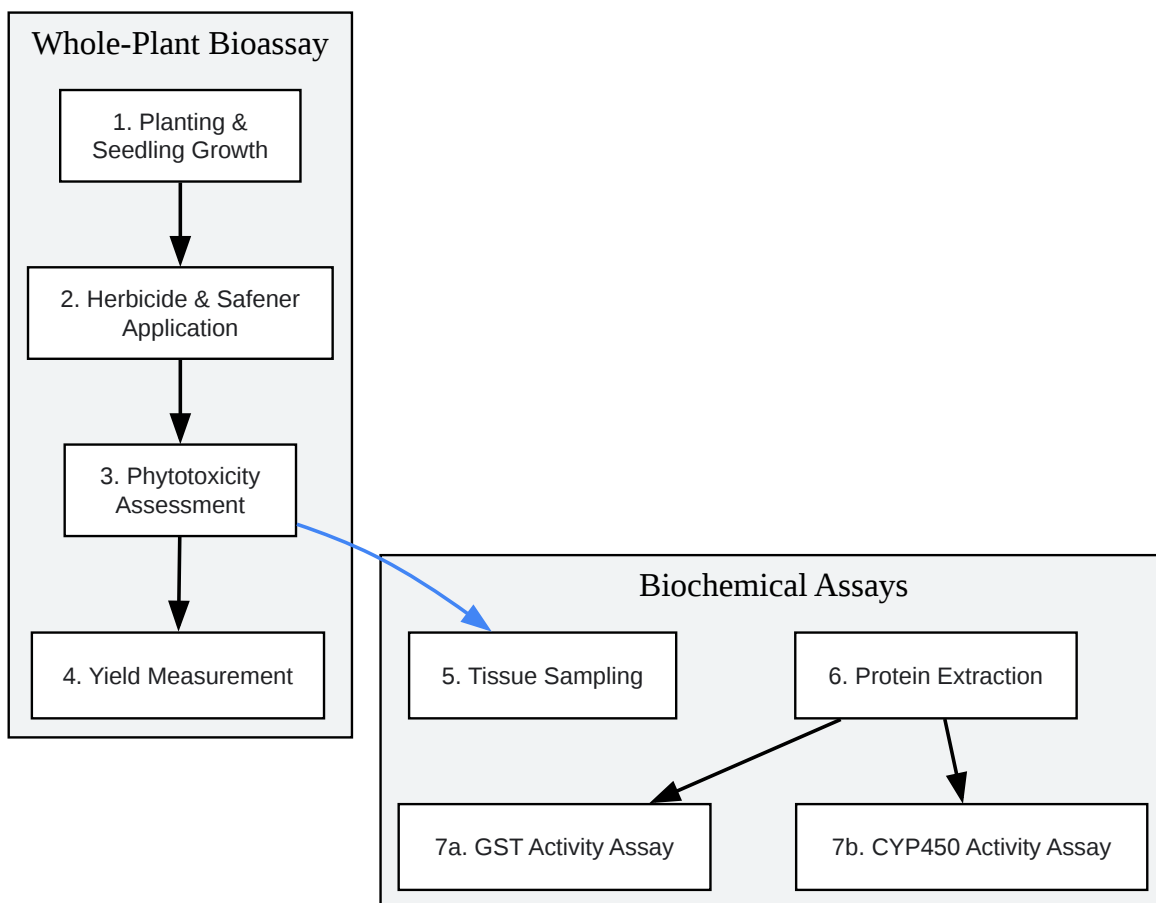 Whole-Plant Bioassay
1. Planting &
Seedling Growth
2. Herbicide & Safener
Application
3. Phytotoxicity
Assessment
4. Yield Measurement
Biochemical Assays
5. Tissue Sampling
6. Protein Extraction
7a. GST Activity Assay
7b. CYP450 Activity Assay